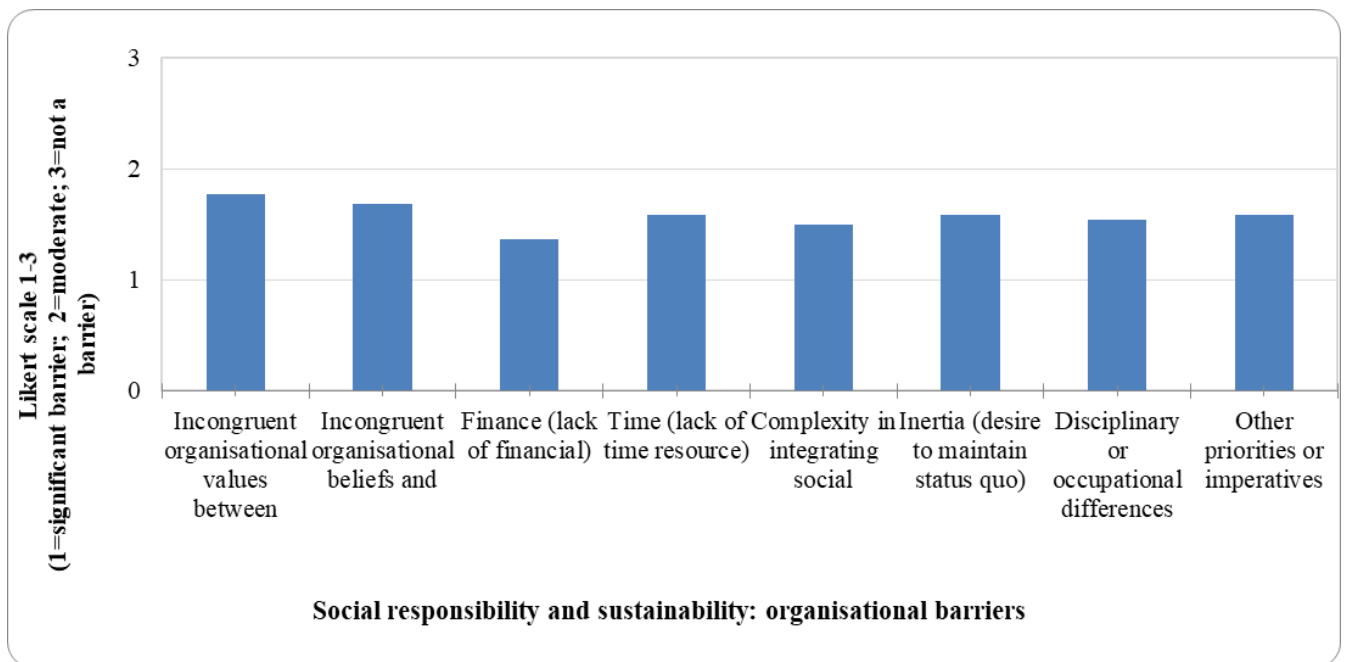 Likert scale 1-3
(1=significant barrier; 2=moderate; 3=not a
barrier)
3
2
1
0
Incongruent
organisational
values
between
Incongruent
organisational
beliefs and
Finance (lack
of financial)
Time (lack of
time resource)
Complexity in
integrating
social
Inertia (desire
to maintain
status quo)
Disciplinary
or
occupational
differences
Other
priorities or
imperatives
Social responsibility and sustainability: organisational barriers